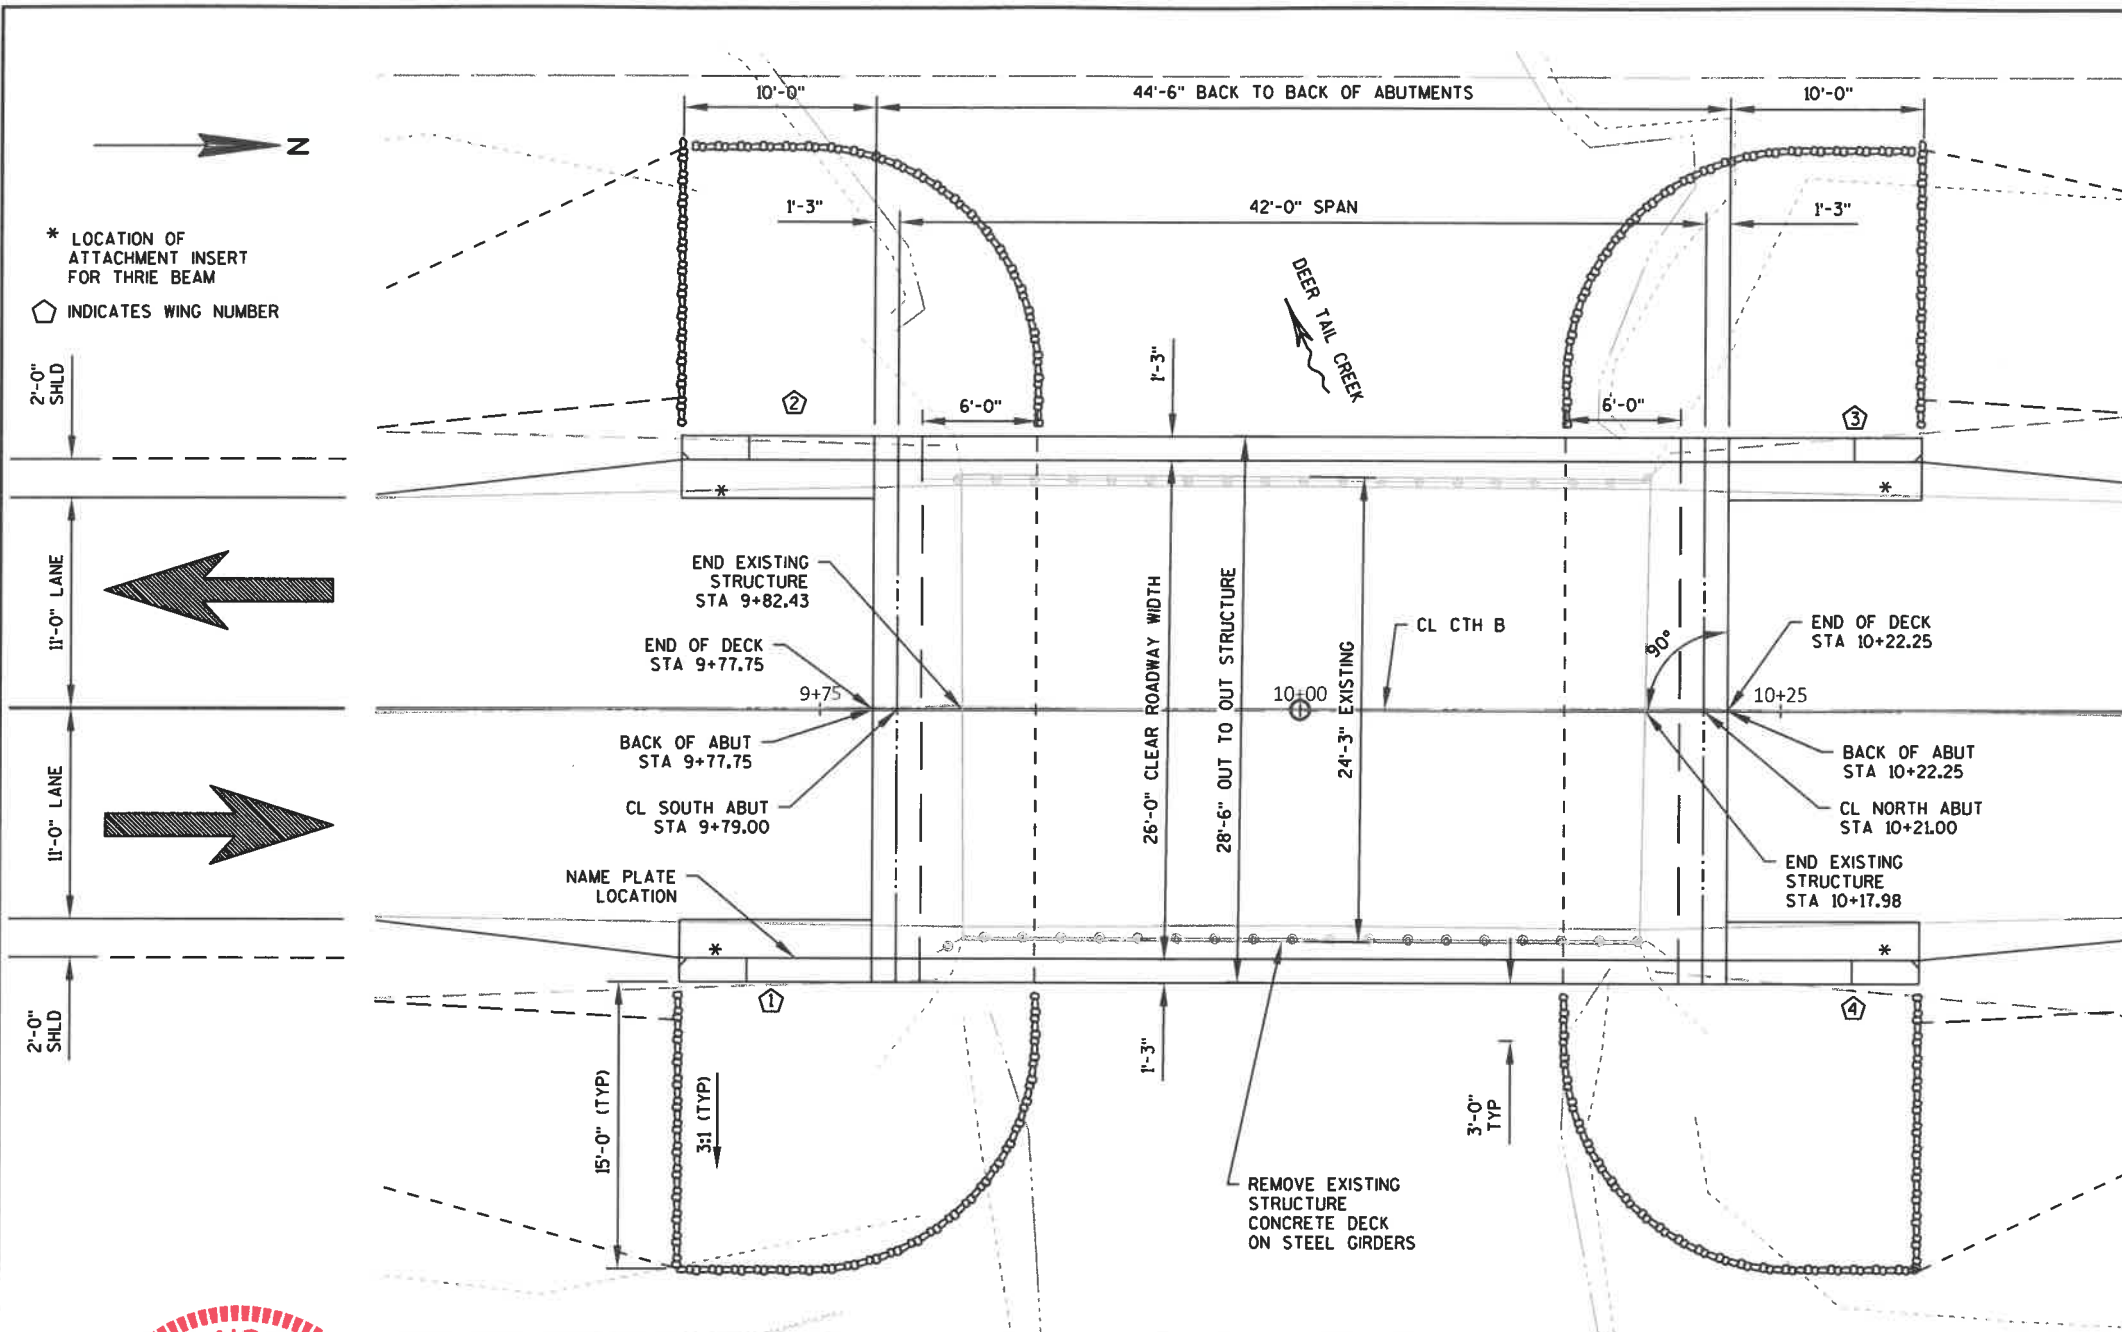 10'-0"
44'-6" BACK TO BACK OF ABUTMENTS
10'-0"
N
1'-3"
42'-0" SPAN
1'-3"
* LOCATION OF
ATTACHMENT INSERT
FOR THRIE BEAM
INDICATES WING NUMBER
DEER TAIL CREEK
2'-0"
SHLD
1'-3"
2
6'-0"
6'-0"
3
*
*
11'-0" LANE
END EXISTING
STRUCTURE
STA 9+82.43
END OF DECK
STA 9+77.75
9+75
BACK OF ABUT
STA 9+77.75
CL SOUTH ABUT
STA 9+79.00
NAME PLATE
LOCATION
26'-0" CLEAR ROADWAY WIDTH
28'-6" OUT TO OUT STRUCTURE
24'-3" EXISTING
10+00
CL CTH B
90°
END OF DECK
STA 10+22.25
10+25
BACK OF ABUT
STA 10+22.25
CL NORTH ABUT
STA 10+21.00
END EXISTING
STRUCTURE
STA 10+17.98
11'-0" LANE
*
*
1
4
2'-0"
SHLD
15'-0" (TYP)
3:1 (TYP)
1'-3"
3'-0"
TYP
REMOVE EXISTING
STRUCTURE
CONCRETE DECK
ON STEEL GIRDERS